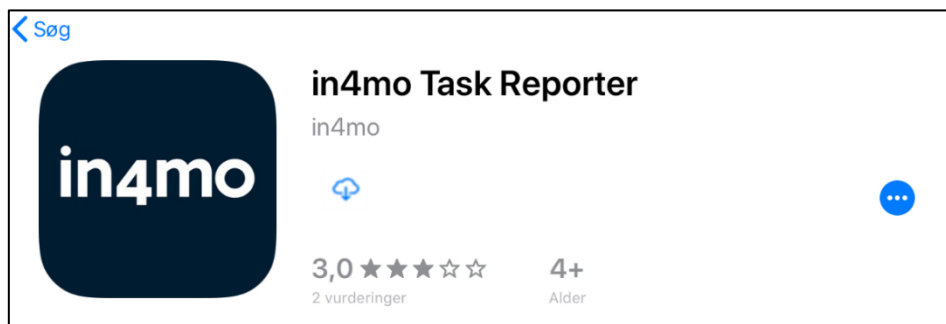 Søg
in4mo
in4mo Task Reporter
in4mo
3,0
2 vurderinger
4+
Alder